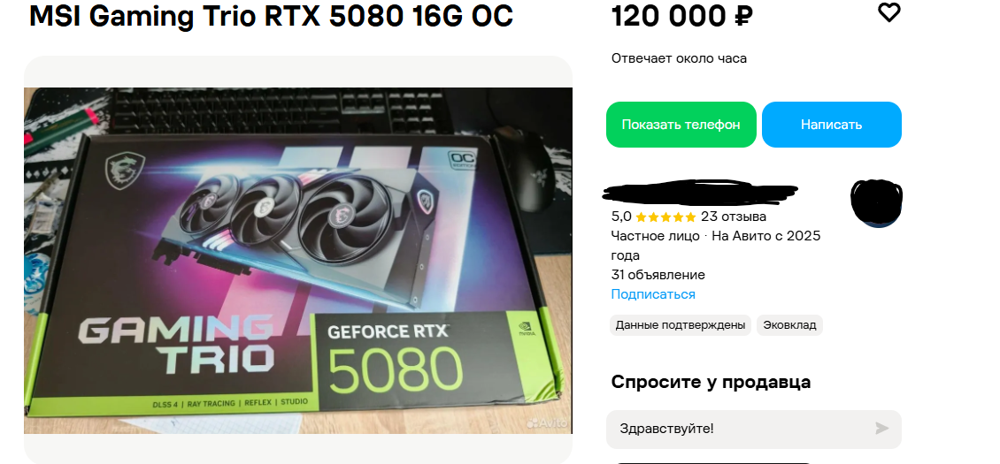 MSI Gaming Trio RTX 5080 16G OC
120 000 ₽
Отвечает около часа
Показать телефон
Написать
5,0
23 отзыва
Частное лицо · На Авито с 2025
года
31 объявление
Подписаться
Данные подтверждены
Эковклад
Спросите у продавца
Здравствуйте!
OC
EDITION
GAMING
TRIO
GEFORCE RTX
5080
NVIDIA
DLSS 4 | RAY TRACING | REFLEX | STUDIO
Avito